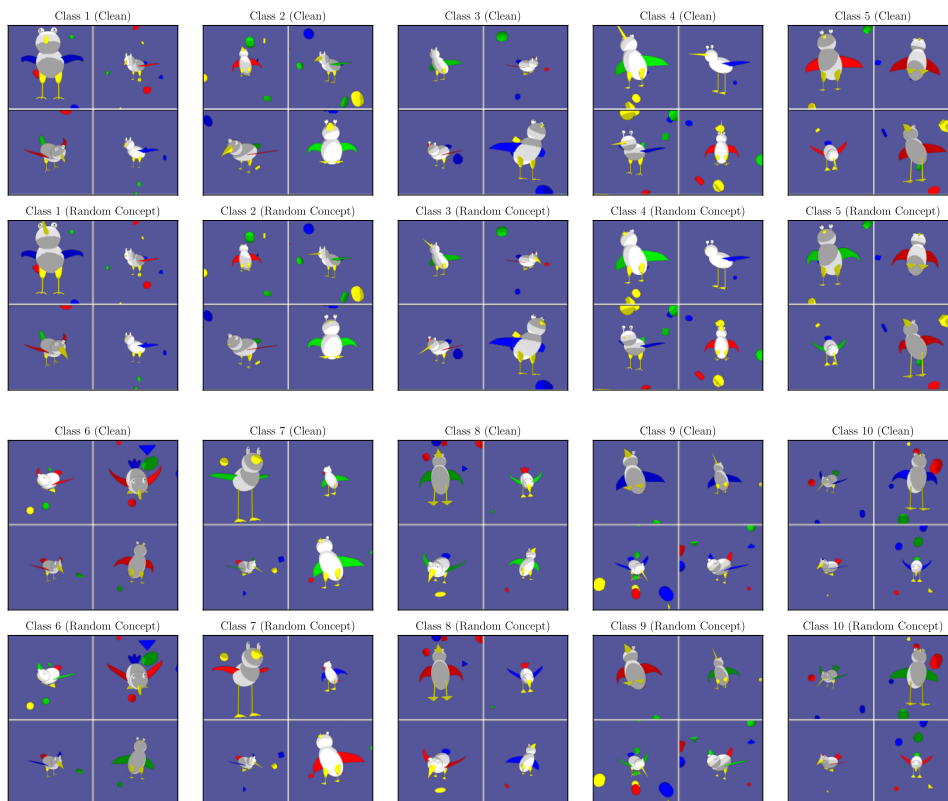 Class 1 (Clean)
Class 2 (Clean)
Class 3 (Clean)
Class 4 (Clean)
Class 5 (Clean)
Class 1 (Random Concept)
Class 2 (Random Concept)
Class 3 (Random Concept)
Class 4 (Random Concept)
Class 5 (Random Concept)
Class 6 (Clean)
Class 7 (Clean)
Class 8 (Clean)
Class 9 (Clean)
Class 10 (Clean)
Class 6 (Random Concept)
Class 7 (Random Concept)
Class 8 (Random Concept)
Class 9 (Random Concept)
Class 10 (Random Concept)